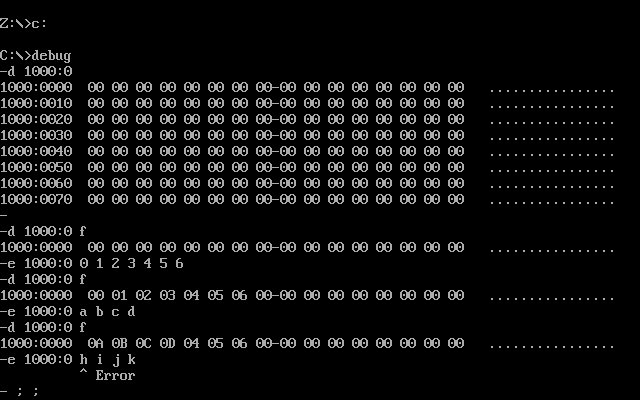 Z:\>c:
C:\>debug
-d 1000:0
1000:0000  00 00 00 00 00 00 00 00-00 00 00 00 00 00 00 00   ................
1000:0010  00 00 00 00 00 00 00 00-00 00 00 00 00 00 00 00   ................
1000:0020  00 00 00 00 00 00 00 00-00 00 00 00 00 00 00 00   ................
1000:0030  00 00 00 00 00 00 00 00-00 00 00 00 00 00 00 00   ................
1000:0040  00 00 00 00 00 00 00 00-00 00 00 00 00 00 00 00   ................
1000:0050  00 00 00 00 00 00 00 00-00 00 00 00 00 00 00 00   ................
1000:0060  00 00 00 00 00 00 00 00-00 00 00 00 00 00 00 00   ................
1000:0070  00 00 00 00 00 00 00 00-00 00 00 00 00 00 00 00   ................
-
-d 1000:0 f
1000:0000  00 00 00 00 00 00 00 00-00 00 00 00 00 00 00 00   ................
-e 1000:0 0 1 2 3 4 5 6
-d 1000:0 f
1000:0000  00 01 02 03 04 05 06 00-00 00 00 00 00 00 00 00   ................
-e 1000:0 a b c d
-d 1000:0 f
1000:0000  0A 0B 0C 0D 04 05 06 00-00 00 00 00 00 00 00 00   ................
-e 1000:0 h i j k
          ^ Error
- ; ;